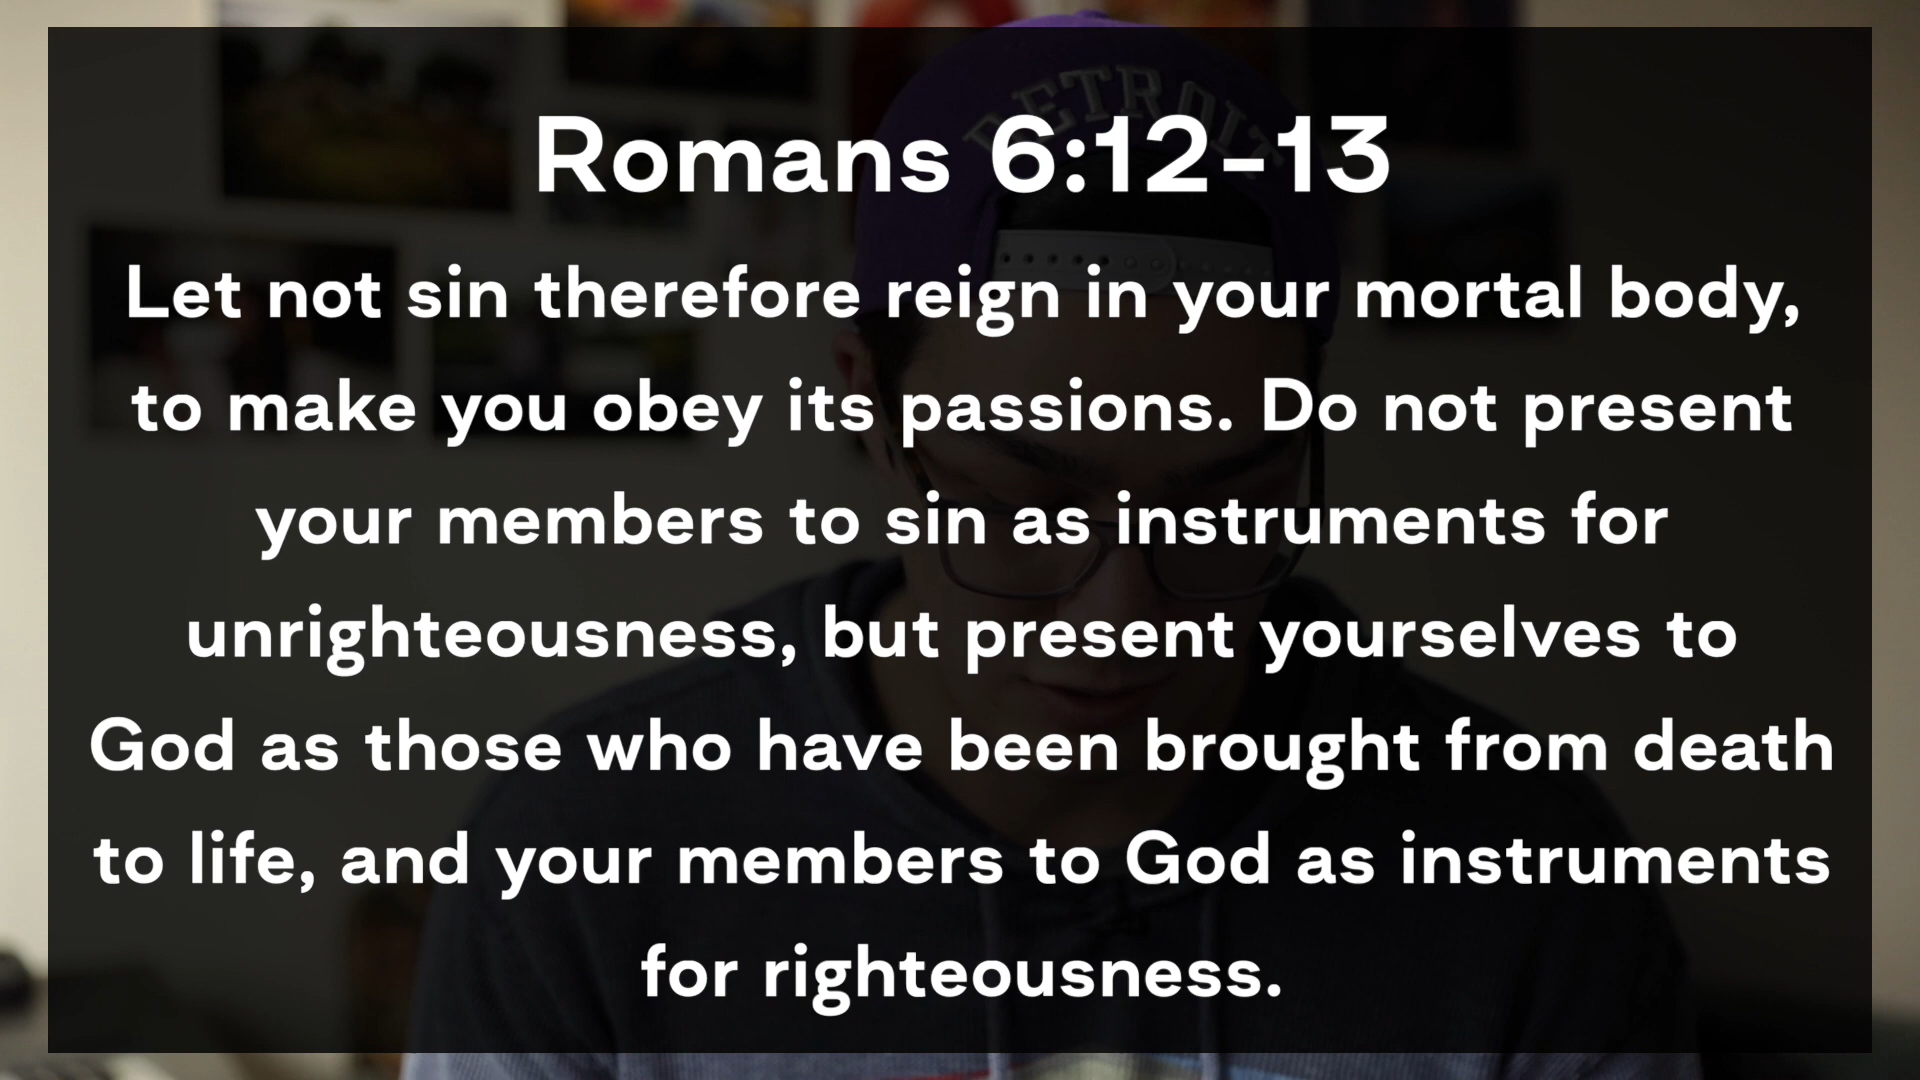 DETROIT
Romans 6:12-13
Let not sin therefore reign in your mortal body,
to make you obey its passions. Do not present
your members to sin as instruments for
unrighteousness, but present yourselves to
God as those who have been brought from death
to life, and your members to God as instruments
for righteousness.